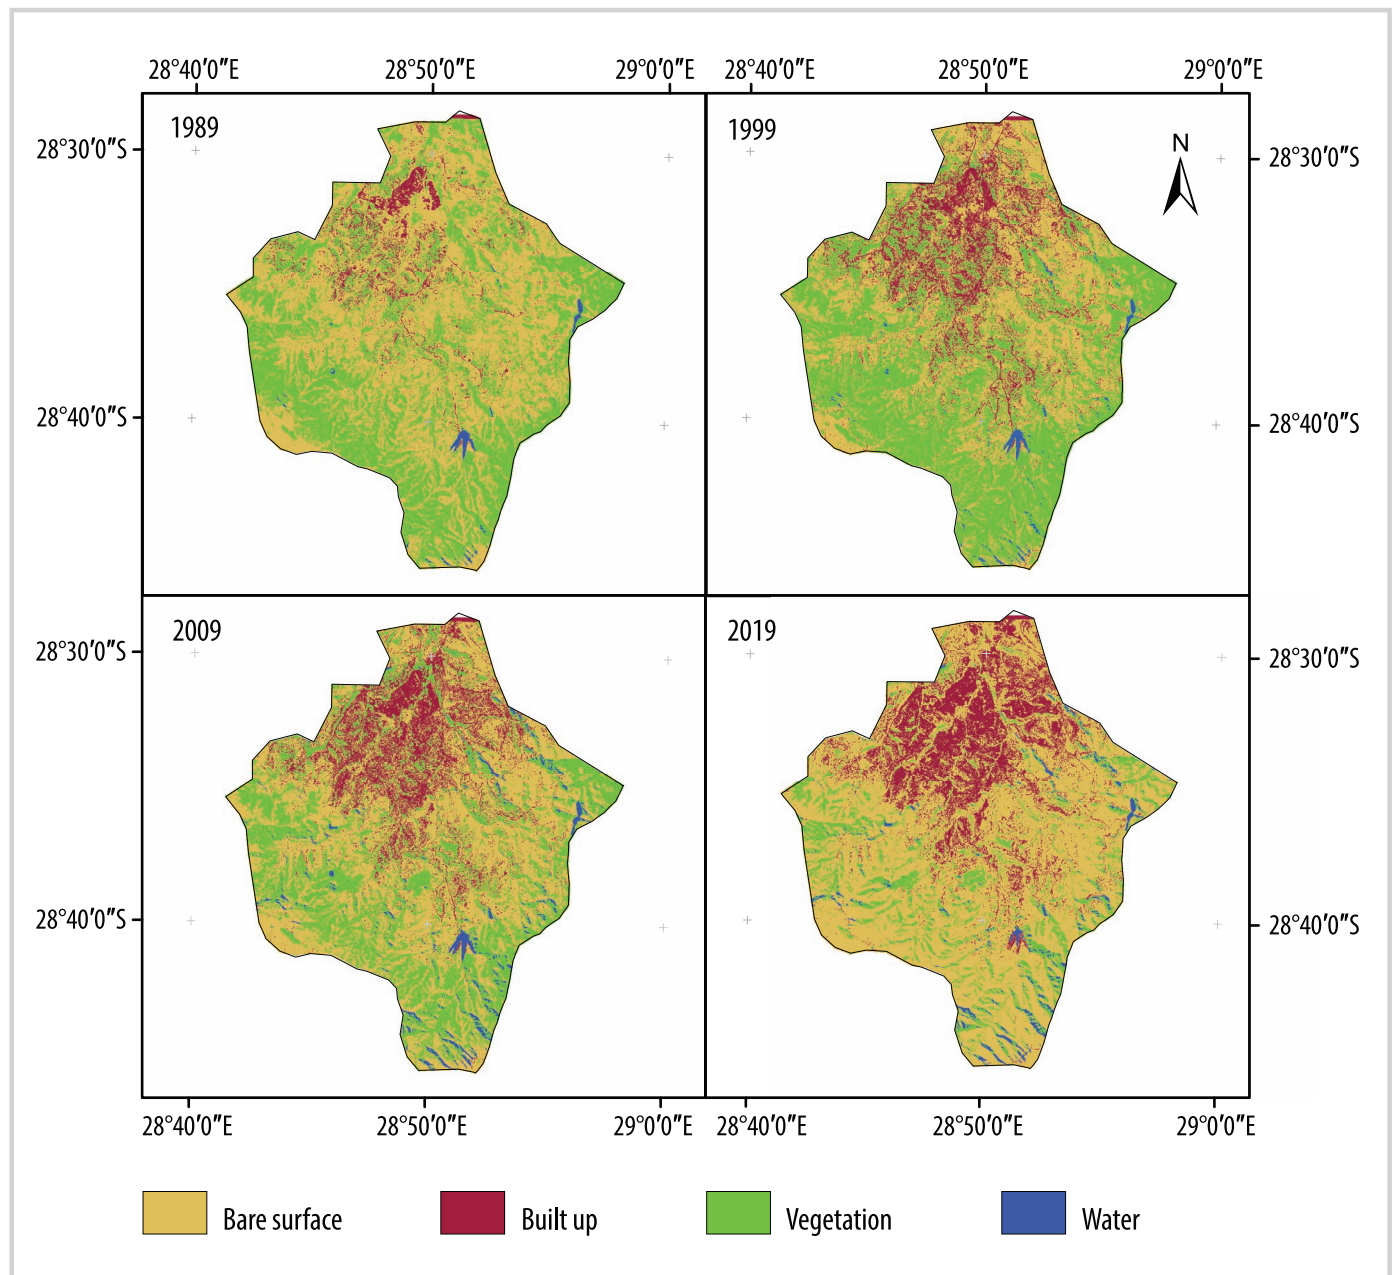 28°40′0″E 28°50′0″E 29°0′0″E 28°40′0″E 28°50′0″E 29°0′0″E
1989
1999
N
28°30′0″S
28°30′0″S
28°40′0″S
28°40′0″S
2009
2019
28°30′0″S
28°30′0″S
28°40′0″S
28°40′0″S
28°40′0″E 28°50′0″E 29°0′0″E 28°40′0″E 28°50′0″E 29°0′0″E
Bare surface Built up Vegetation Water